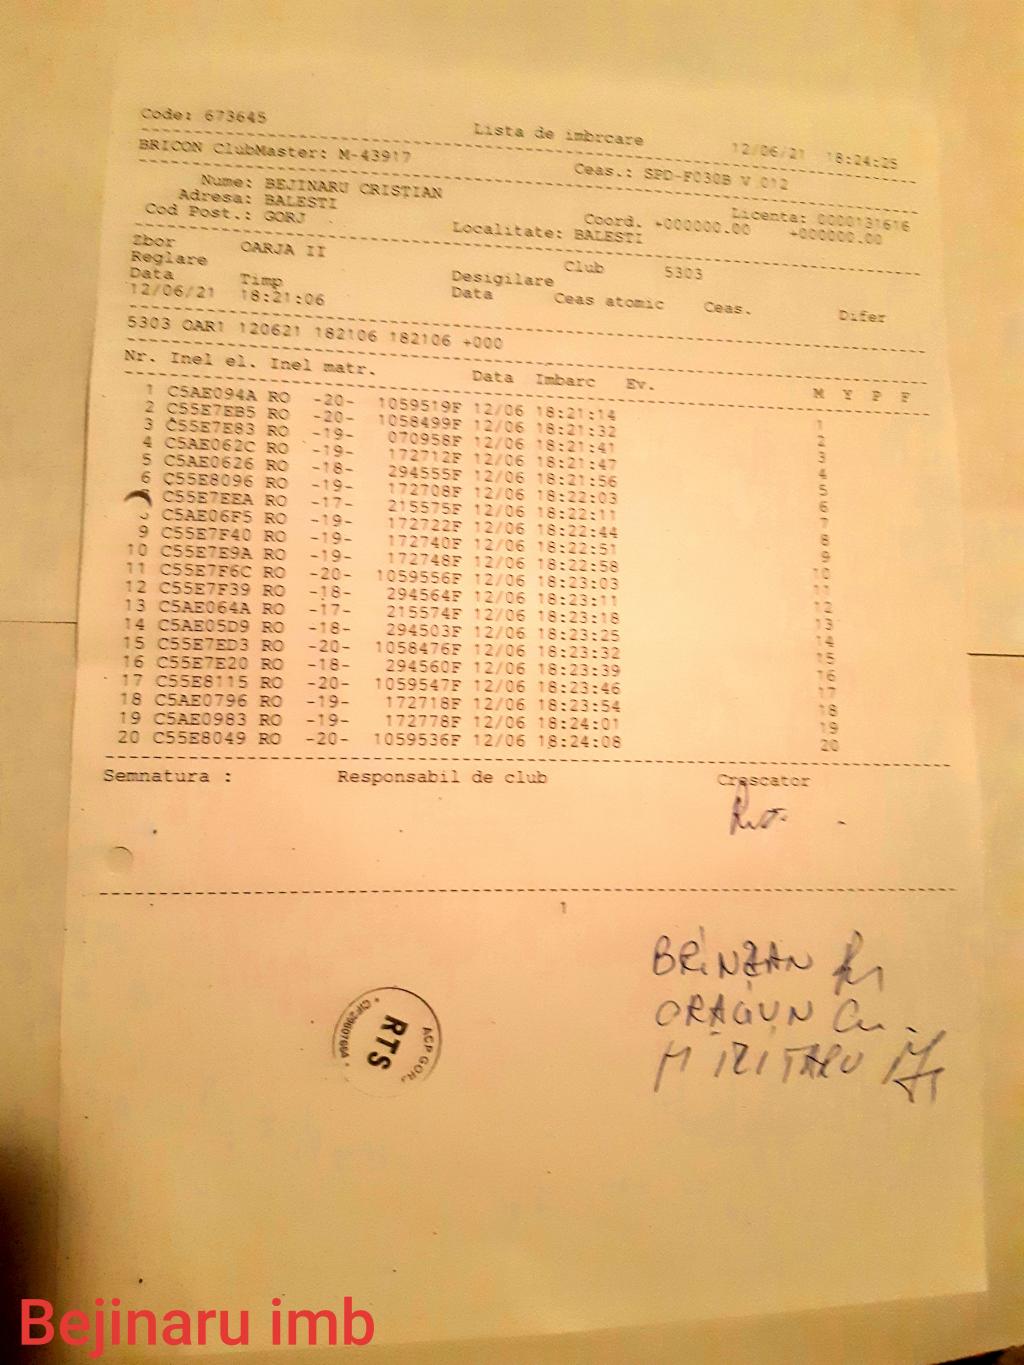 Code: 673645 Lista de imbrcare 12/06/21 18:24:25
BRICON ClubMaster: M-43917 Ceas.: SPD-F030B V 012
Nume: BEJINARU CRISTIAN Licenta: 0000131616
Adresa: BALESTI Coord. +000000.00 +000000.00
Cod Post.: GORJ Localitate: BALESTI
Zbor OARJA II Club 5303
Reglare Desigilare
Data Timp Data Ceas atomic Ceas. Difer
12/06/21 18:21:06
5303 OAR1 120621 182106 182106 +000
Nr. Inel el. Inel matr. Data Imbarc Ev. M Y P F
1 C5AE094A RO -20- 1059519F 12/06 18:21:14 1
2 C55E7EB5 RO -20- 1058499F 12/06 18:21:32 2
3 C55E7E83 RO -19- 070958F 12/06 18:21:41 3
4 C5AE062C RO -19- 172712F 12/06 18:21:47 4
5 C5AE0626 RO -18- 294555F 12/06 18:21:56 5
6 C55E8096 RO -19- 172708F 12/06 18:22:03 6
C55E7EEA RO -17- 215575F 12/06 18:22:11 7
C5AE06F5 RO -19- 172722F 12/06 18:22:44 8
9 C55E7F40 RO -19- 172740F 12/06 18:22:51 9
10 C55E7E9A RO -19- 172748F 12/06 18:22:58 10
11 C55E7F6C RO -20- 1059556F 12/06 18:23:03 11
12 C55E7F39 RO -18- 294564F 12/06 18:23:11 12
13 C5AE064A RO -17- 215574F 12/06 18:23:18 13
14 C5AE05D9 RO -18- 294503F 12/06 18:23:25 14
15 C55E7ED3 RO -20- 1058476F 12/06 18:23:32 15
16 C55E7E20 RO -18- 294560F 12/06 18:23:39 16
17 C55E8115 RO -20- 1059547F 12/06 18:23:46 17
18 C5AE0796 RO -19- 172718F 12/06 18:23:54 18
19 C5AE0983 RO -19- 172778F 12/06 18:24:01 19
20 C55E8049 RO -20- 1059536F 12/06 18:24:08 20
Semnatura : Responsabil de club Crescator
1
BRINZAN
ACP GORJ
RTS
Bejinaru imb